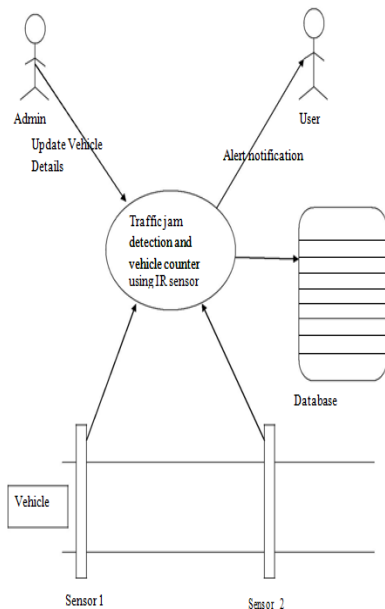 Admin
User
Update Vehicle
Details
Alert notification
Traffic jam
detection and
vehicle counter
using IR sensor
Database
Vehicle
Sensor 1
Sensor 2